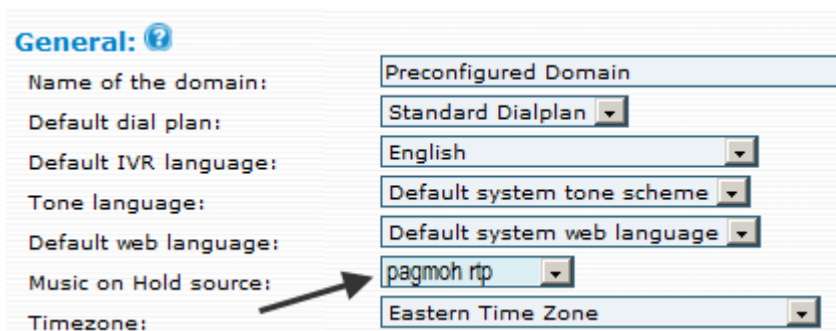 General: ?
Name of the domain: Preconfigured Domain
Default dial plan: Standard Dialplan
Default IVR language: English
Tone language: Default system tone scheme
Default web language: Default system web language
Music on Hold source: pagmoh rtp
Timezone: Eastern Time Zone